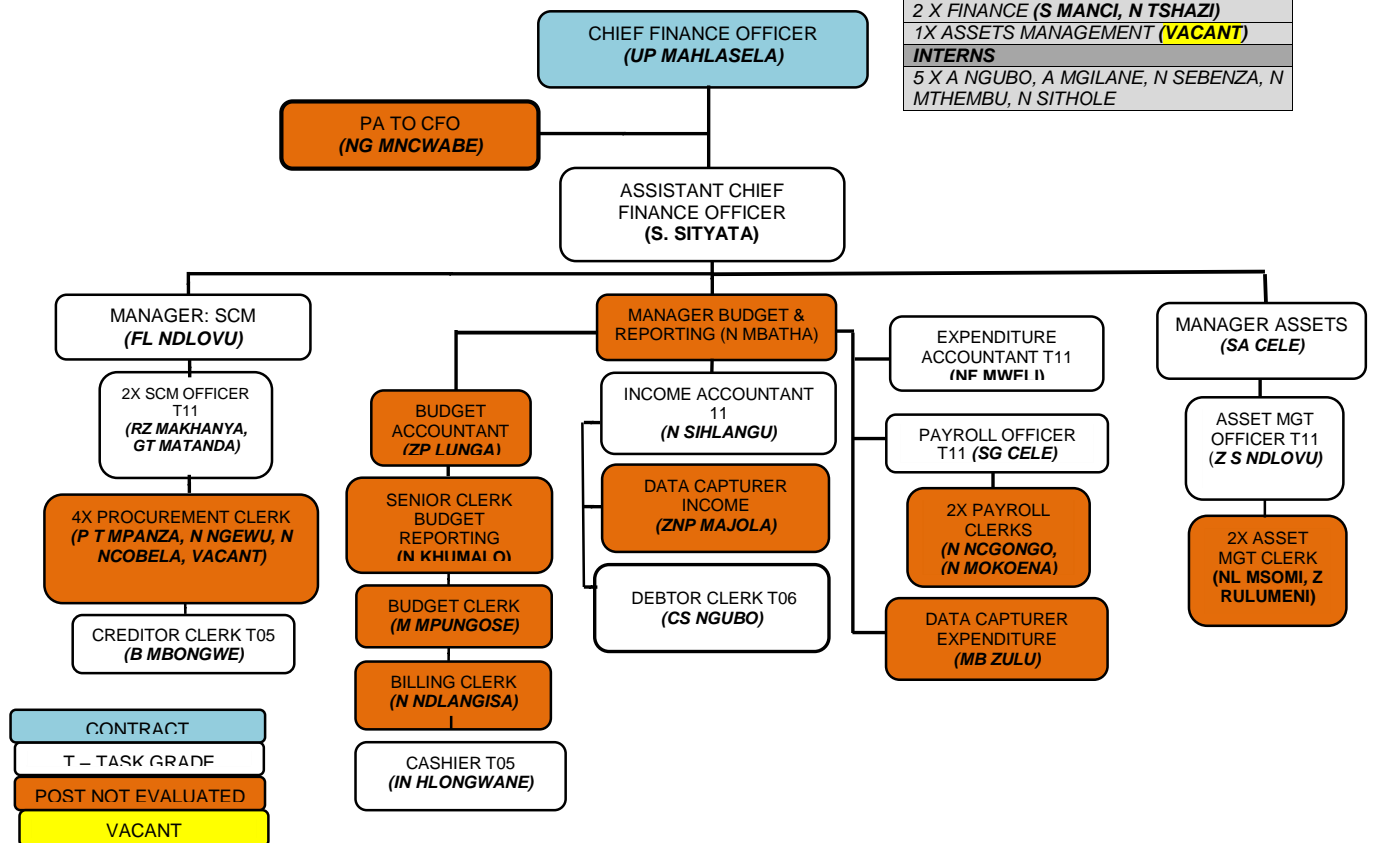 2 X FINANCE (S MANCI, N TSHAZI)
1X ASSETS MANAGEMENT (VACANT)
INTERNS
5 X A NGUBO, A MGILANE, N SEBENZA, N
MTHEMBU, N SITHOLE
CHIEF FINANCE OFFICER
(UP MAHLASELA)
PA TO CFO
(NG MNCWABE)
ASSISTANT CHIEF
FINANCE OFFICER
(S. SITYATA)
MANAGER: SCM
(FL NDLOVU)
2X SCM OFFICER
T11
(RZ MAKHANYA,
GT MATANDA)
4X PROCUREMENT CLERK
(P T MPANZA, N NGEWU, N
NCOBELA, VACANT)
CREDITOR CLERK T05
(B MBONGWE)
MANAGER BUDGET &
REPORTING (N MBATHA)
BUDGET
ACCOUNTANT
(ZP LUNGA)
SENIOR CLERK
BUDGET
REPORTING
(N KHUMALO)
BUDGET CLERK
(M MPUNGOSE)
BILLING CLERK
(N NDLANGISA)
CASHIER T05
(IN HLONGWANE)
INCOME ACCOUNTANT
11
(N SIHLANGU)
DATA CAPTURER
INCOME
(ZNP MAJOLA)
DEBTOR CLERK T06
(CS NGUBO)
EXPENDITURE
ACCOUNTANT T11
MWELI)
PAYROLL OFFICER
T11 (SG CELE)
2X PAYROLL
CLERKS
(N NCGONGO,
(N MOKOENA)
DATA CAPTURER
EXPENDITURE
(MB ZULU)
MANAGER ASSETS
(SA CELE)
ASSET MGT
OFFICER T11
(Z S NDLOVU)
2X ASSET
MGT CLERK
(NL MSOMI, Z
RULUMENI)
CONTRACT
T – TASK GRADE
POST NOT EVALUATED
VACANT